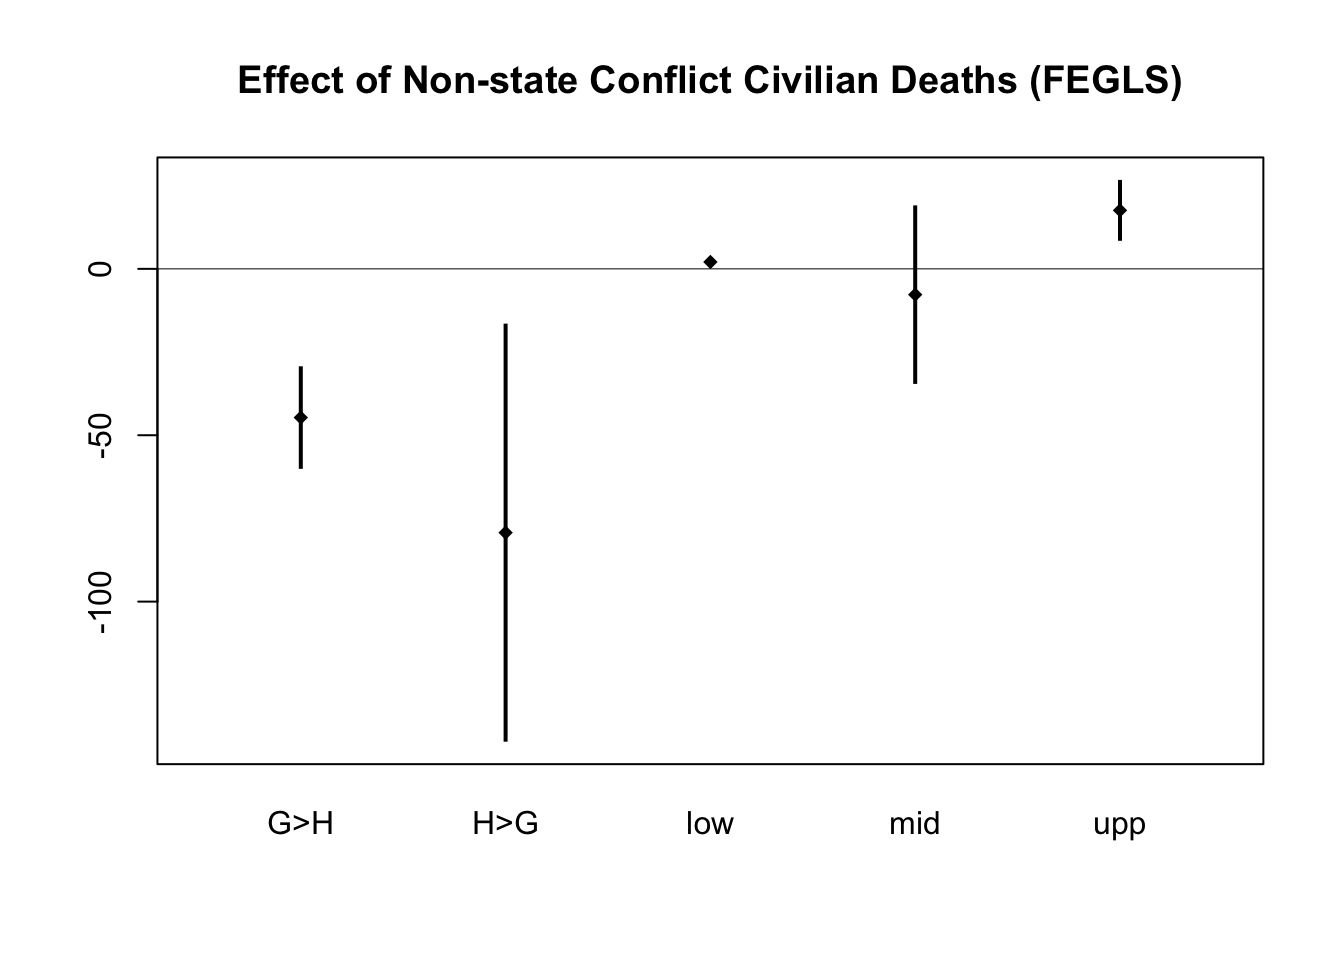 Effect of Non-state Conflict Civilian Deaths (FEGLS)
0
-50
-100
G>H H>G low mid upp